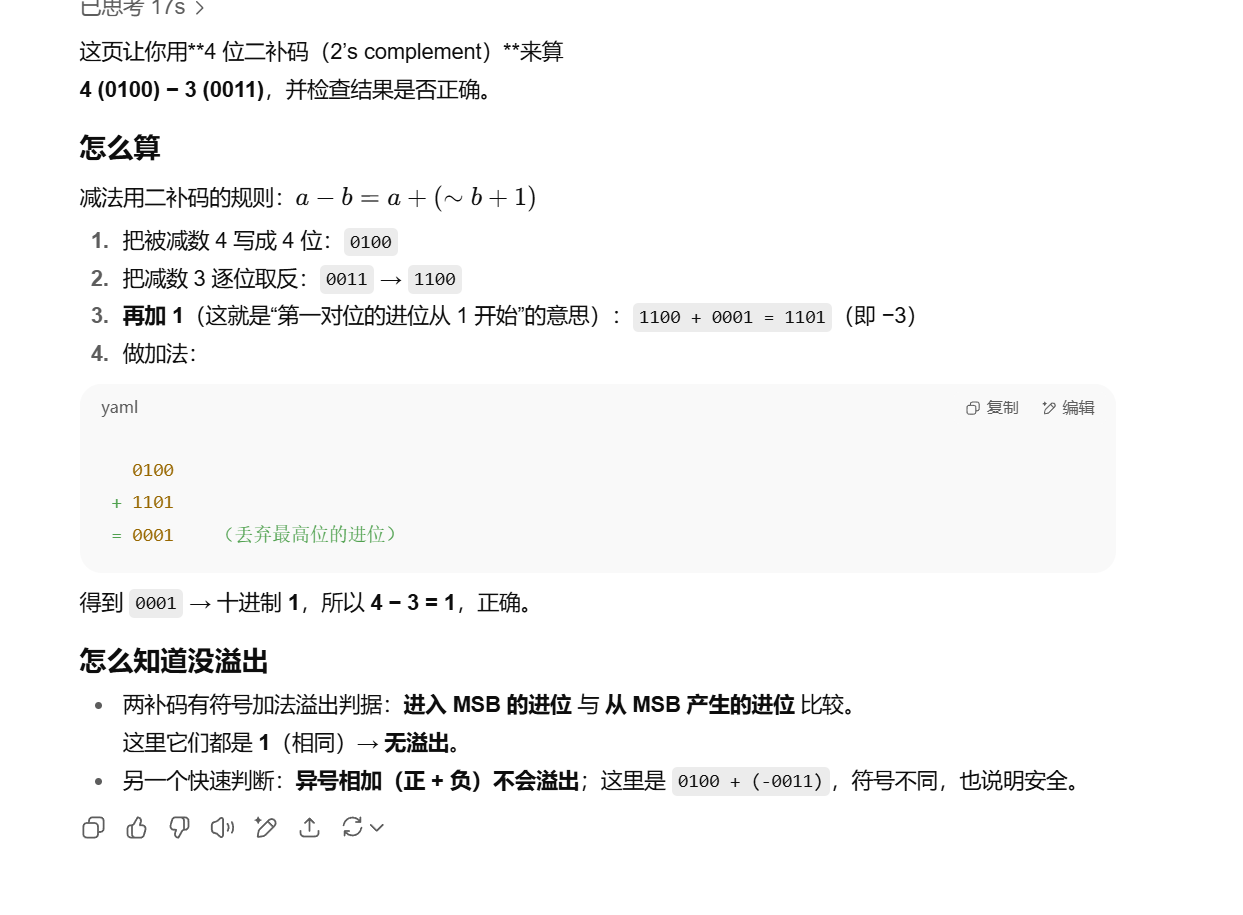 已思考 17s >
这页让你用**4 位二补码（2’s complement）**来算
4 (0100) − 3 (0011)，并检查结果是否正确。
怎么算
减法用二补码的规则：a − b = a + (∼ b + 1)
1. 把被减数 4 写成 4 位： 0100
2. 把减数 3 逐位取反： 0011 → 1100
3. 再加 1（这就是“第一对位的进位从 1 开始”的意思）： 1100 + 0001 = 1101 （即 −3）
4. 做加法：
yaml 复制 编辑
0100
+ 1101
= 0001 （丢弃最高位的进位）
得到 0001 → 十进制 1，所以 4 − 3 = 1，正确。
怎么知道没溢出
• 两补码有符号加法溢出判据：进入 MSB 的进位 与 从 MSB 产生的进位 比较。
这里它们都是 1（相同）→ 无溢出。
• 另一个快速判断：异号相加（正 + 负）不会溢出；这里是 0100 + (-0011) ，符号不同，也说明安全。